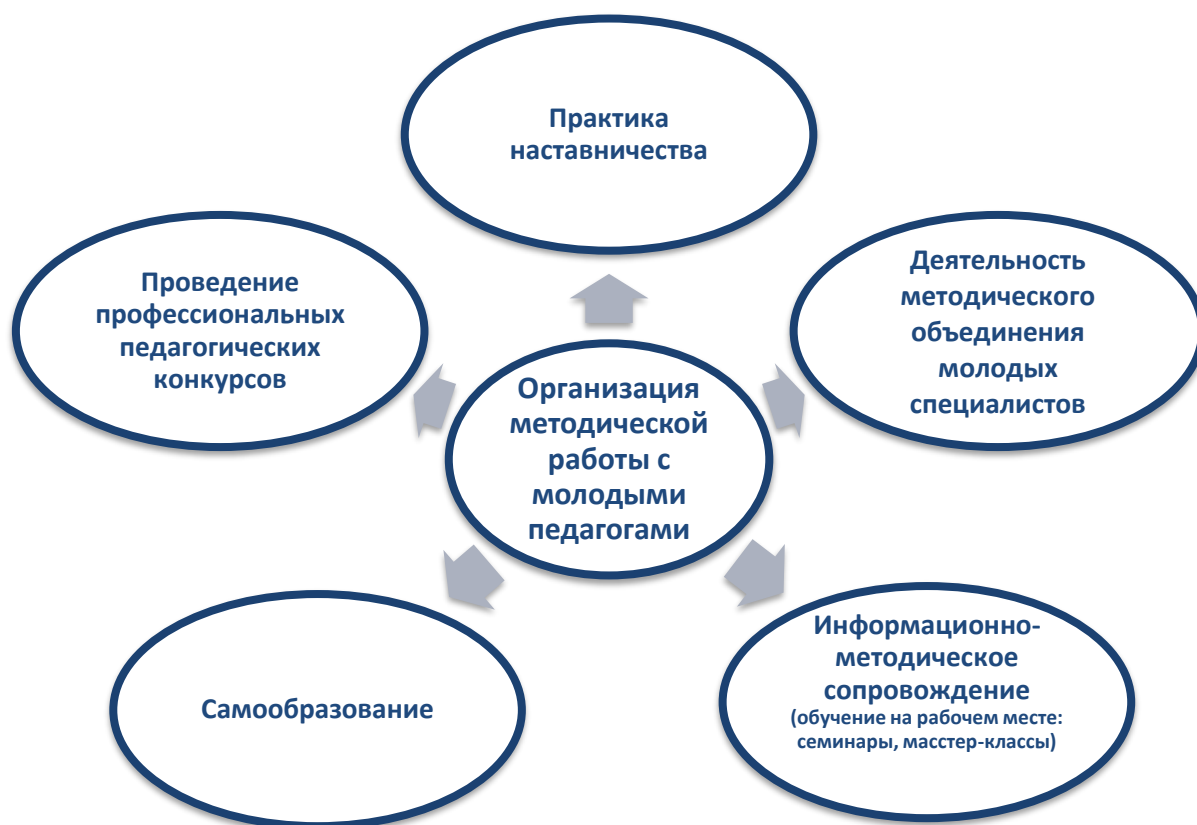 Практика
наставничества
Проведение
профессиональных
педагогических
конкурсов
Деятельность
методического
объединения
молодых
специалистов
Организация
методической
работы с
молодыми
педагогами
Самообразование
Информационно-
методическое
сопровождение
(обучение на рабочем месте:
семинары, масстер-классы)